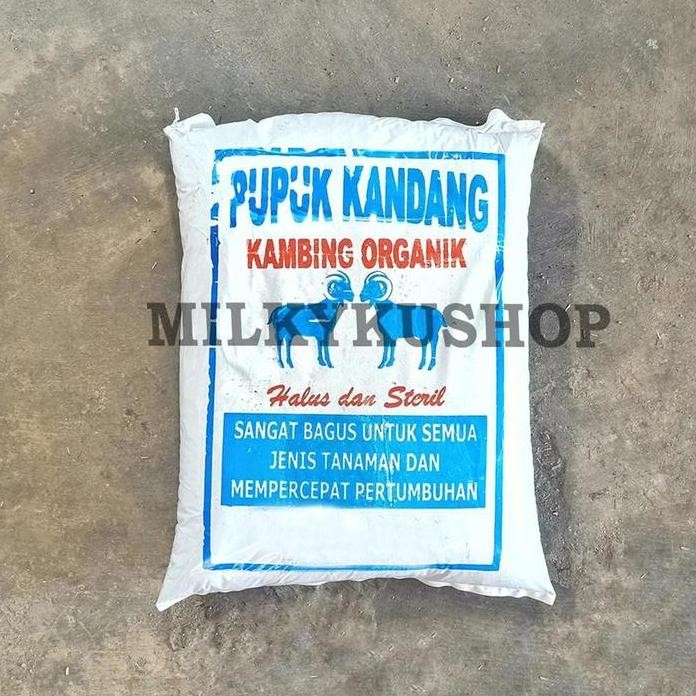 PUPUK KANDANG
KAMBING ORGANIK
MILKYKUSHOP
Halus dan Steril
SANGAT BAGUS UNTUK SEMUA
JENIS TANAMAN DAN
MEMPERCEPAT PERTUMBUHAN